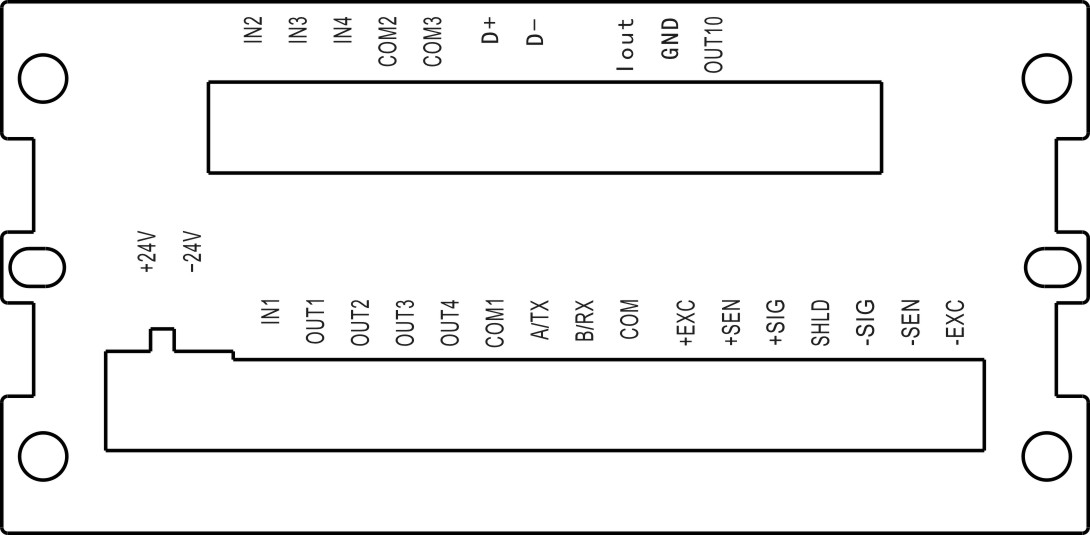 IN2
IN3
IN4
COM2
COM3
D+
D-
Iout
GND
OUT10
+24V
-24V
IN1
OUT1
OUT2
OUT3
OUT4
COM1
A/TX
B/RX
COM
+EXC
+SEN
+SIG
SHLD
-SIG
-SEN
-EXC